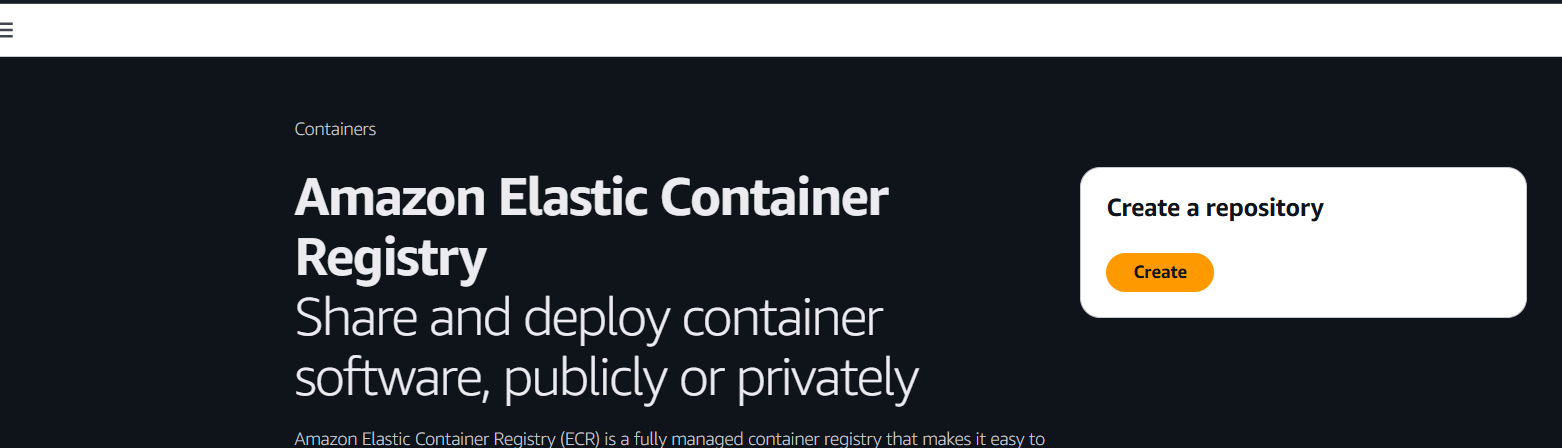 Containers
Amazon Elastic Container
Registry
Share and deploy container
software, publicly or privately
Amazon Elastic Container Registry (ECR) is a fully managed container registry that makes it easy to
Create a repository
Create